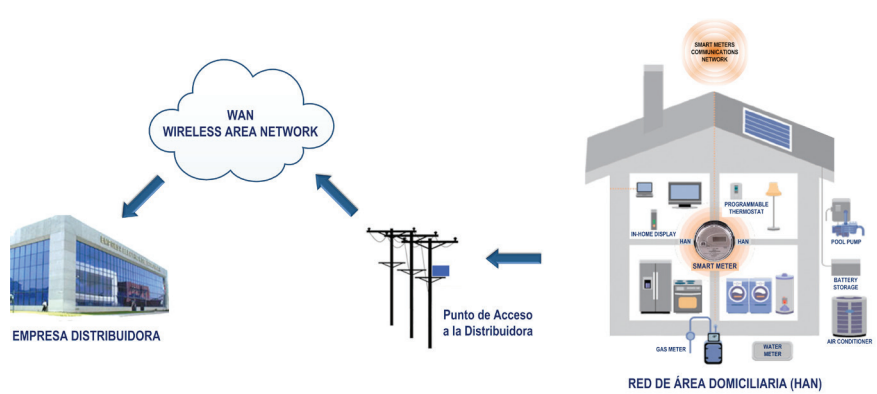 SMART METERS
COMMUNICATIONS
NETWORK
WAN
WIRELESS AREA NETWORK
PROGRAMMABLE
THERMOSTAT
IN-HOME DISPLAY
HAN
HAN
SMART METER
POOL PUMP
BATTERY
STORAGE
Punto de Acceso
a la Distribuidora
EMPRESA DISTRIBUIDORA
GAS METER
WATER
METER
AIR CONDITIONER
RED DE ÁREA DOMICILIARIA (HAN)